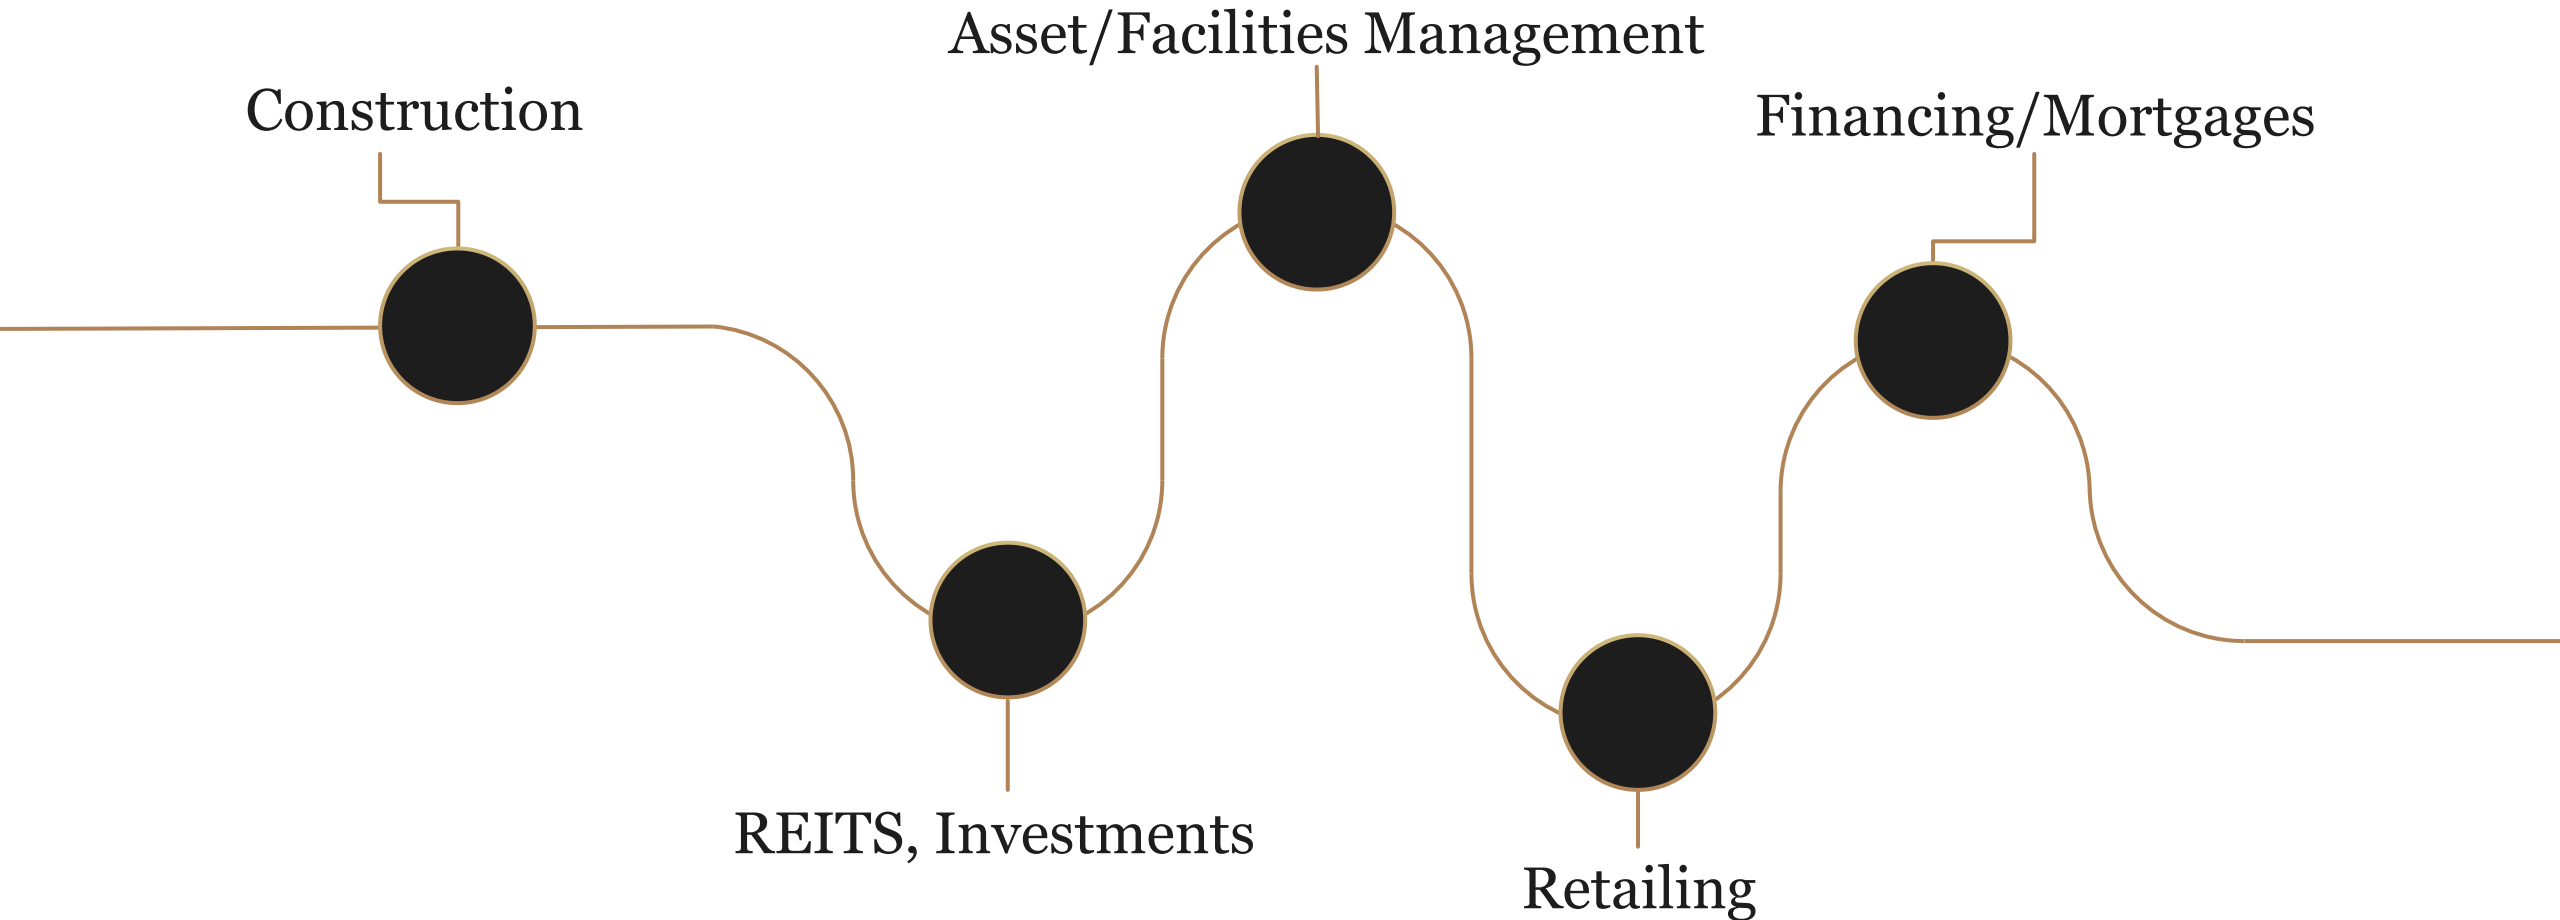 Asset/Facilities Management
Construction
Financing/Mortgages
REITS, Investments
Retailing